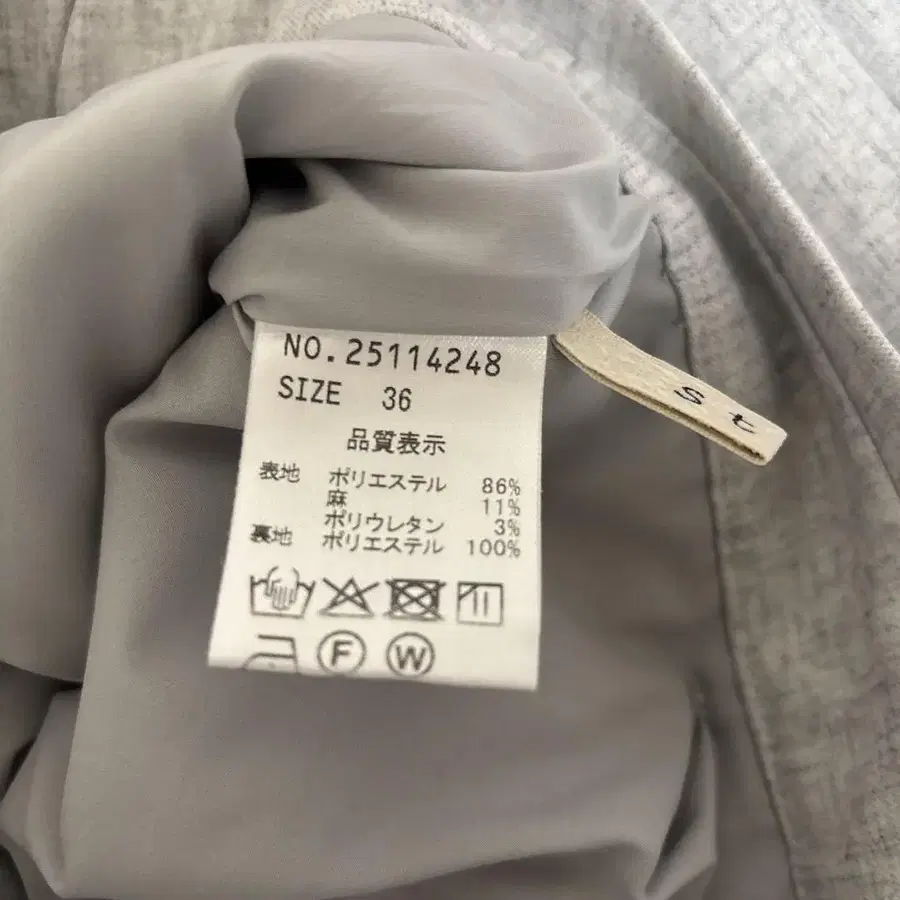 NO.25114248
SIZE 36
品質表示
表地 ポリエステル 86%
麻 11%
ポリウレタン 3%
裏地 ポリエステル 100%
F W
st